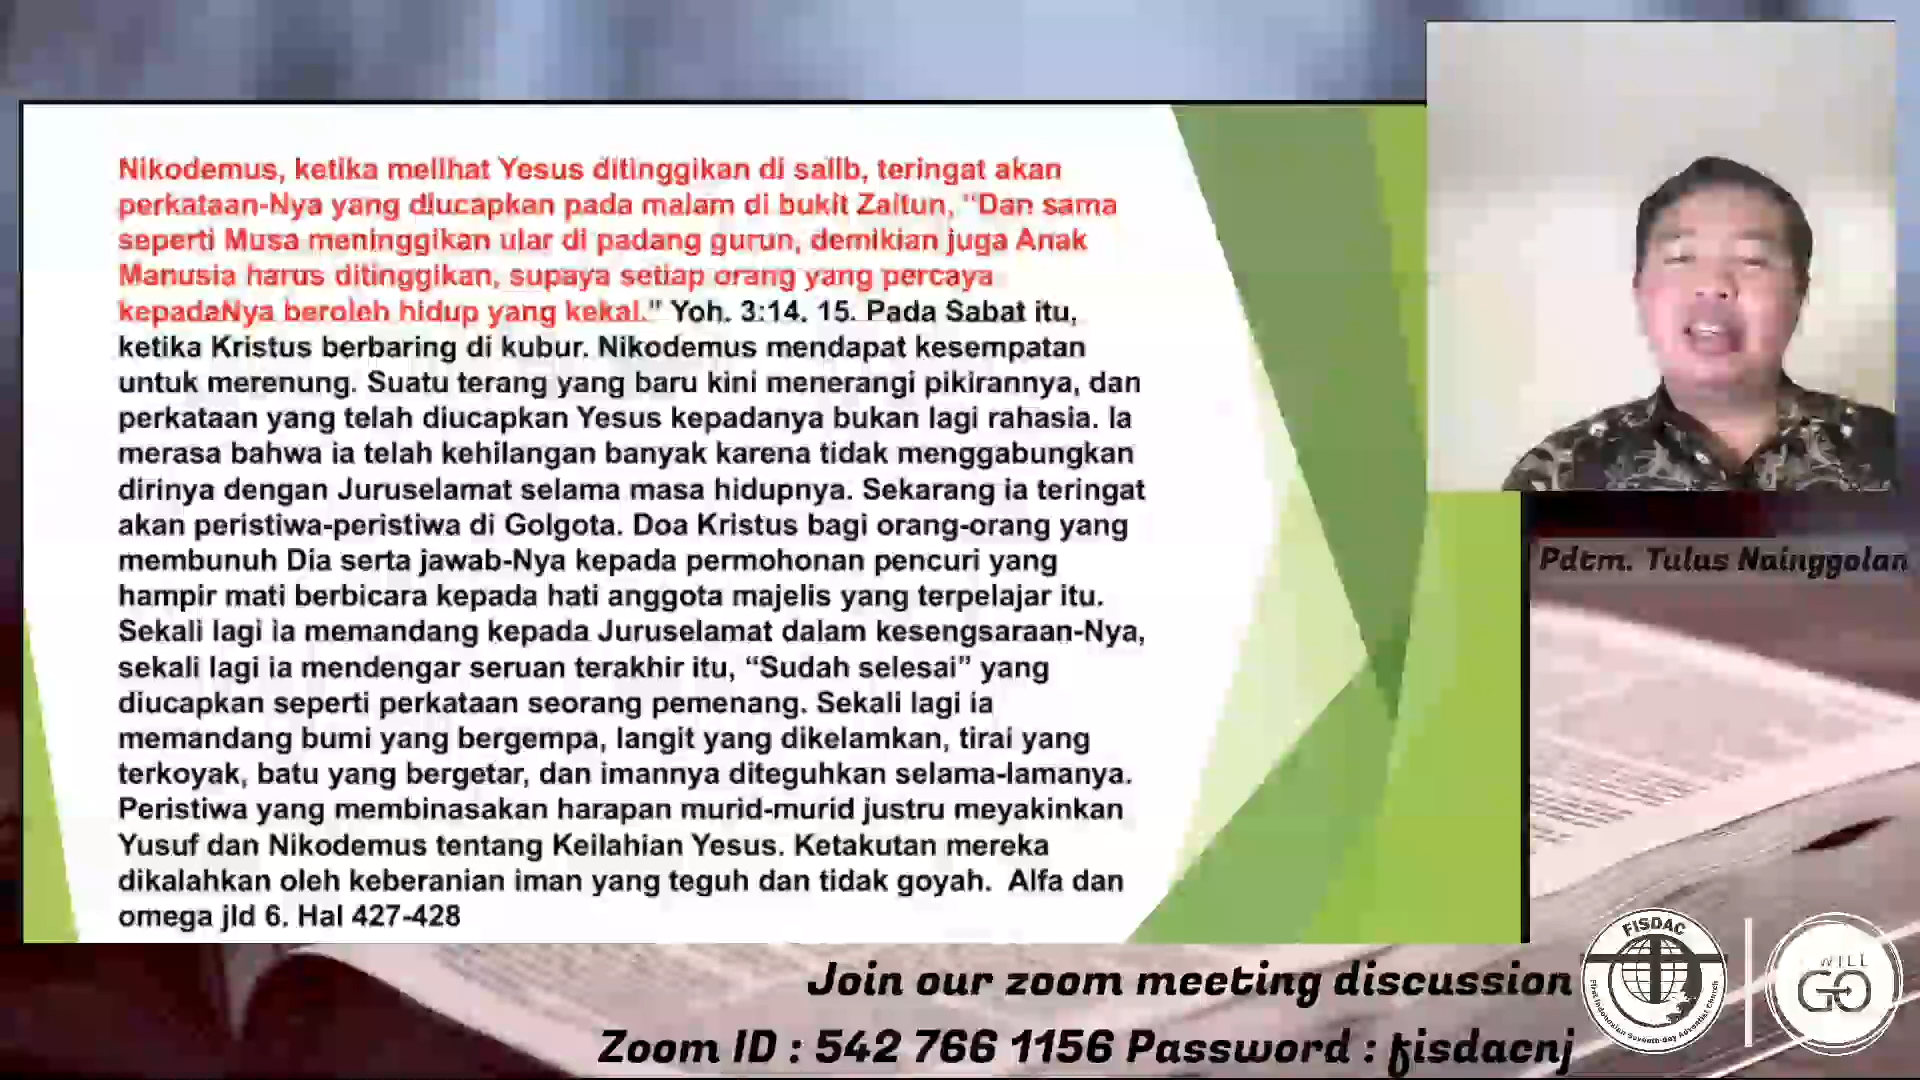 Nikodemus, ketika melihat Yesus ditinggikan di salib, teringat akan
perkataan-Nya yang diucapkan pada malam di bukit Zaitun, “Dan sama
seperti Musa meninggikan ular di padang gurun, demikian juga Anak
Manusia harus ditinggikan, supaya setiap orang yang percaya
kepadaNya beroleh hidup yang kekal." Yoh. 3:14. 15. Pada Sabat itu,
ketika Kristus berbaring di kubur. Nikodemus mendapat kesempatan
untuk merenung. Suatu terang yang baru kini menerangi pikirannya, dan
perkataan yang telah diucapkan Yesus kepadanya bukan lagi rahasia. Ia
merasa bahwa ia telah kehilangan banyak karena tidak menggabungkan
dirinya dengan Juruselamat selama masa hidupnya. Sekarang ia teringat
akan peristiwa-peristiwa di Golgota. Doa Kristus bagi orang-orang yang
membunuh Dia serta jawab-Nya kepada permohonan pencuri yang
hampir mati berbicara kepada hati anggota majelis yang terpelajar itu.
Sekali lagi ia memandang kepada Juruselamat dalam kesengsaraan-Nya,
sekali lagi ia mendengar seruan terakhir itu, “Sudah selesai” yang
diucapkan seperti perkataan seorang pemenang. Sekali lagi ia
memandang bumi yang bergempa, langit yang dikelamkan, tirai yang
terkoyak, batu yang bergetar, dan imannya diteguhkan selama-lamanya.
Peristiwa yang membinasakan harapan murid-murid justru meyakinkan
Yusuf dan Nikodemus tentang Keilahian Yesus. Ketakutan mereka
dikalahkan oleh keberanian iman yang teguh dan tidak goyah. Alfa dan
omega jld 6. Hal 427-428
Pdtm. Tulus Nainggolan
Join our zoom meeting discussion
Zoom ID : 542 766 1156 Password : fisdacnj
FISDAC
First Indonesian Seventh-day Adventist Church
WILL
GO